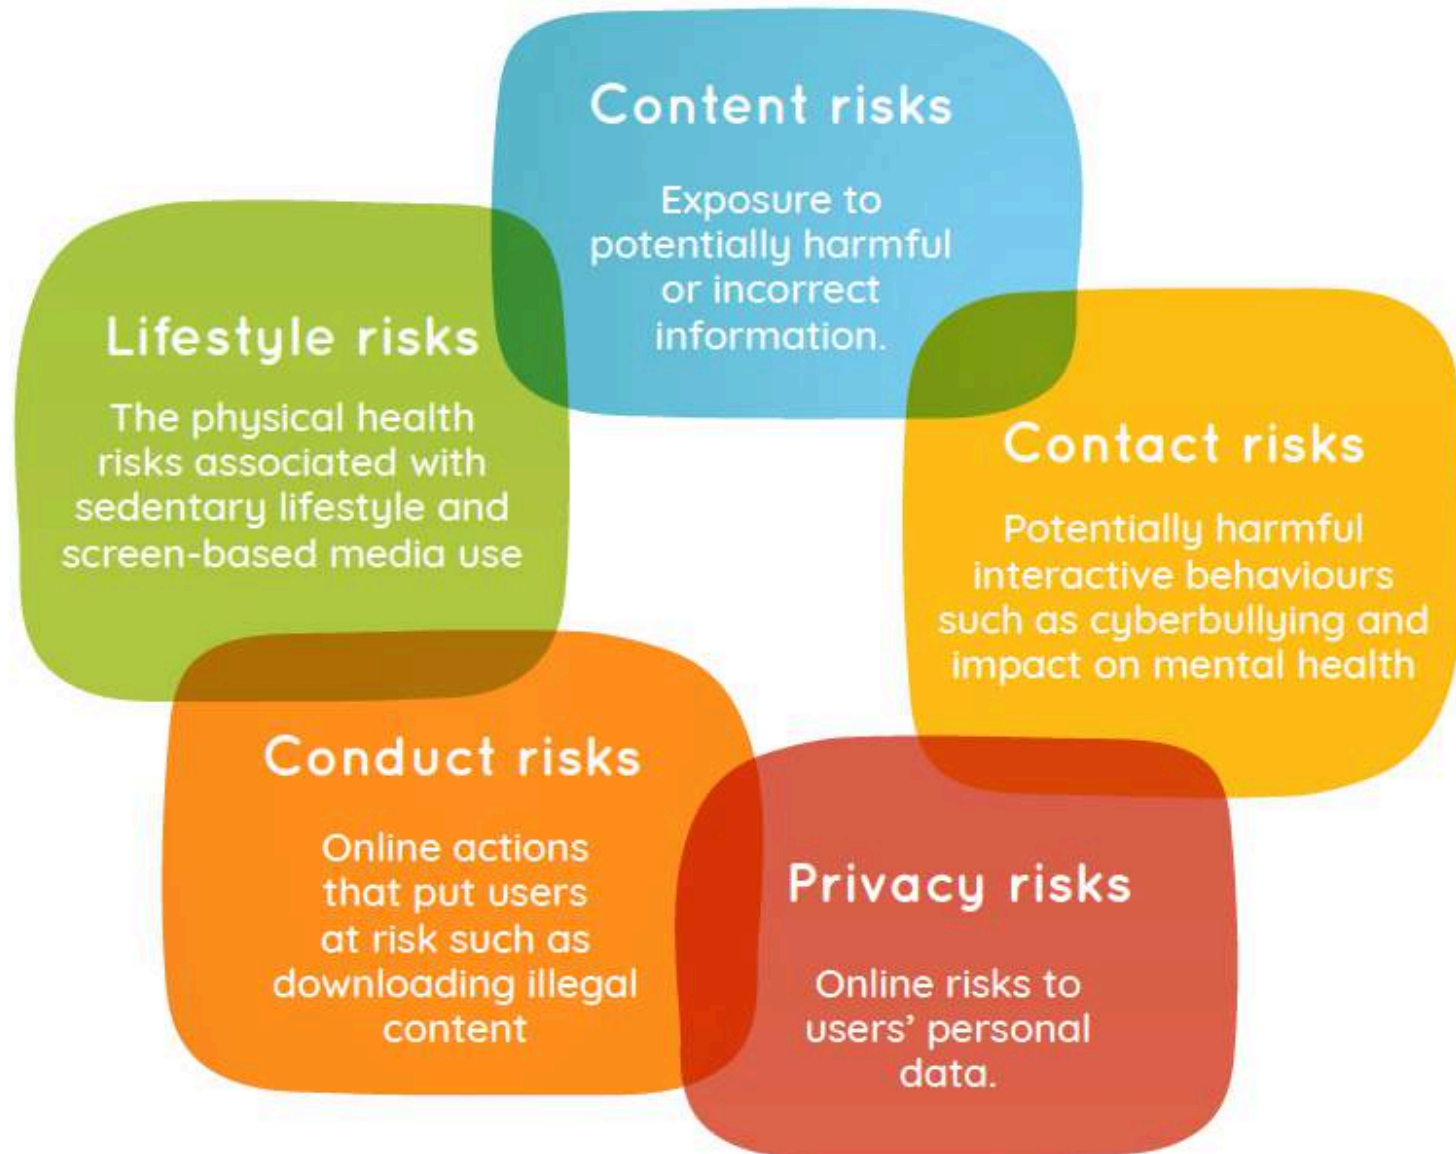 Content risks
Exposure to
potentially harmful
or incorrect
information.
Lifestyle risks
The physical health
risks associated with
sedentary lifestyle and
screen-based media use
Contact risks
Potentially harmful
interactive behaviours
such as cyberbullying and
impact on mental health
Conduct risks
Online actions
that put users
at risk such as
downloading illegal
content
Privacy risks
Online risks to
users’ personal
data.